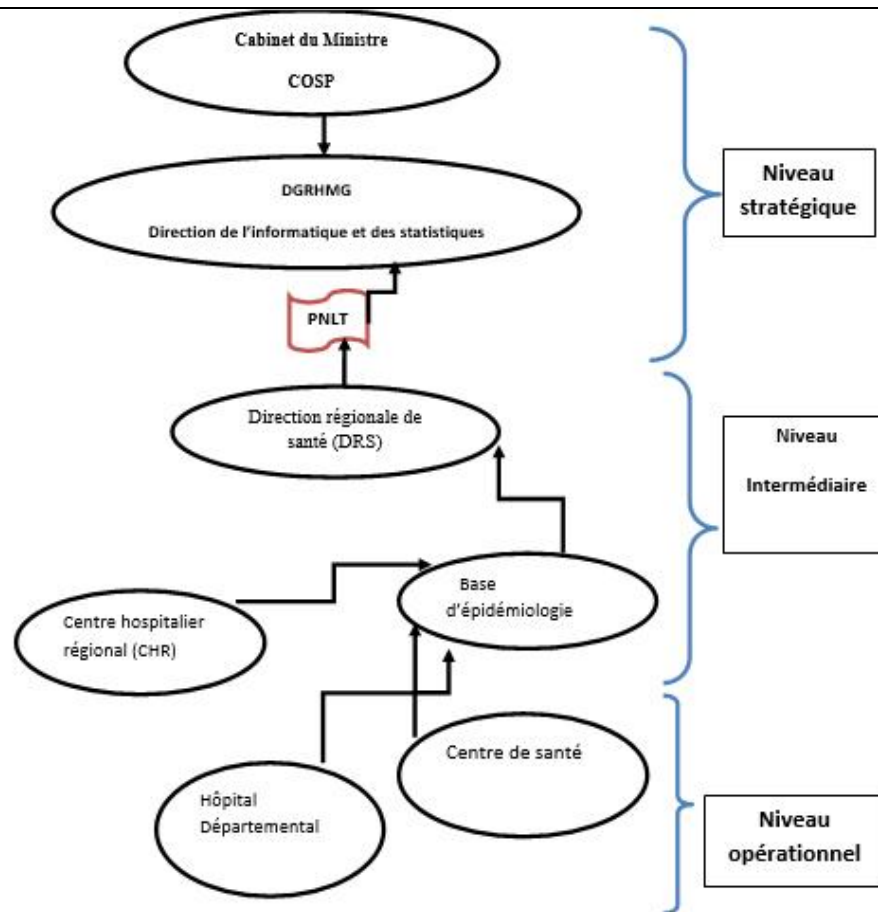 Cabinet du Ministre
COSP
DGRHMG
Direction de l’informatique et des statistiques
Niveau
stratégique
PNLT
Direction régionale de
santé (DRS)
Niveau
Intermédiaire
Base
d’épidémiologie
Centre hospitalier
régional (CHR)
Centre de santé
Hôpital
Départemental
Niveau
opérationnel